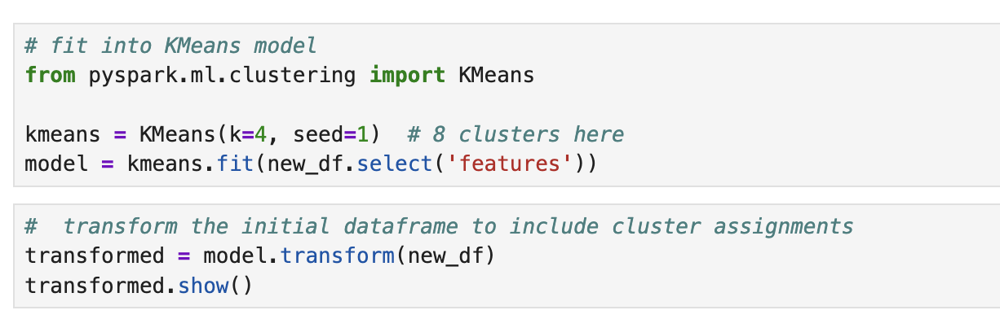 # fit into KMeans model
from pyspark.ml.clustering import KMeans
kmeans = KMeans(k=4, seed=1)  # 8 clusters here
model = kmeans.fit(new_df.select('features'))
#  transform the initial dataframe to include cluster assignments
transformed = model.transform(new_df)
transformed.show()